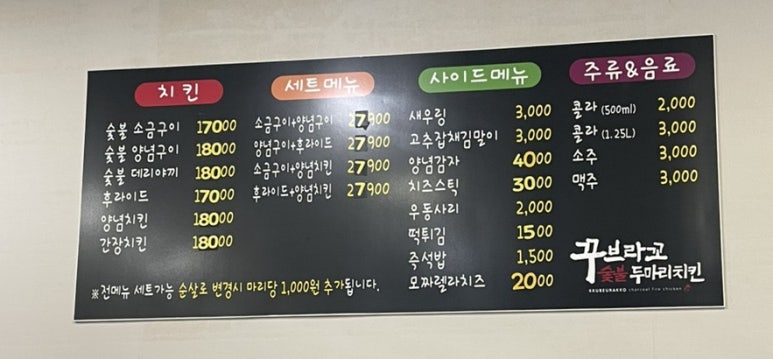 치킨
숯불 소금구이 17000
숯불 양념구이 18000
숯불 데리야끼 18000
후라이드 17000
양념치킨 18000
간장치킨 18000
세트메뉴
소금구이+양념구이 27900
양념구이+후라이드 27900
소금구이+양념치킨 27900
후라이드+양념치킨 27900
사이드메뉴
새우링 3,000
고추잡채김말이 3,000
양념감자 4000
치즈스틱 3000
우동사리 2,000
떡튀김 1500
즉석밥 1,500
모짜렐라치즈 2000
주류&음료
콜라 (500ml) 2,000
콜라 (1.25L) 3,000
소주 3,000
맥주 3,000
※전메뉴 세트가능 순살로 변경시 마리당 1,000원 추가됩니다.
꾸브라꼬
숯불 두마리치킨
KKUBEURAKKO charcoal fire chicken